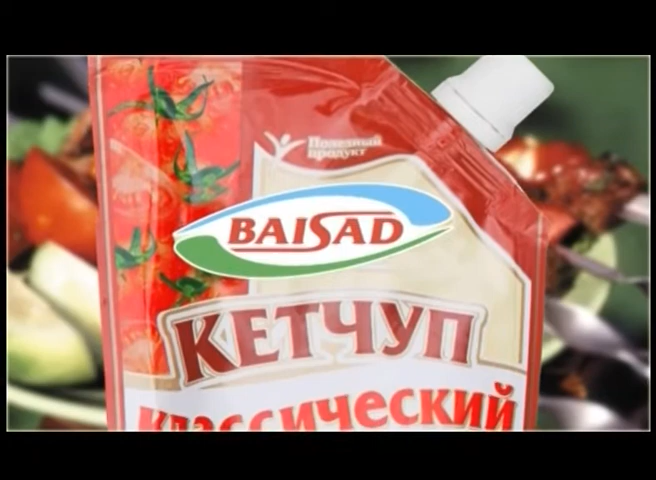 Полезный
продукт
BAISAD
КЕТЧУП
классический